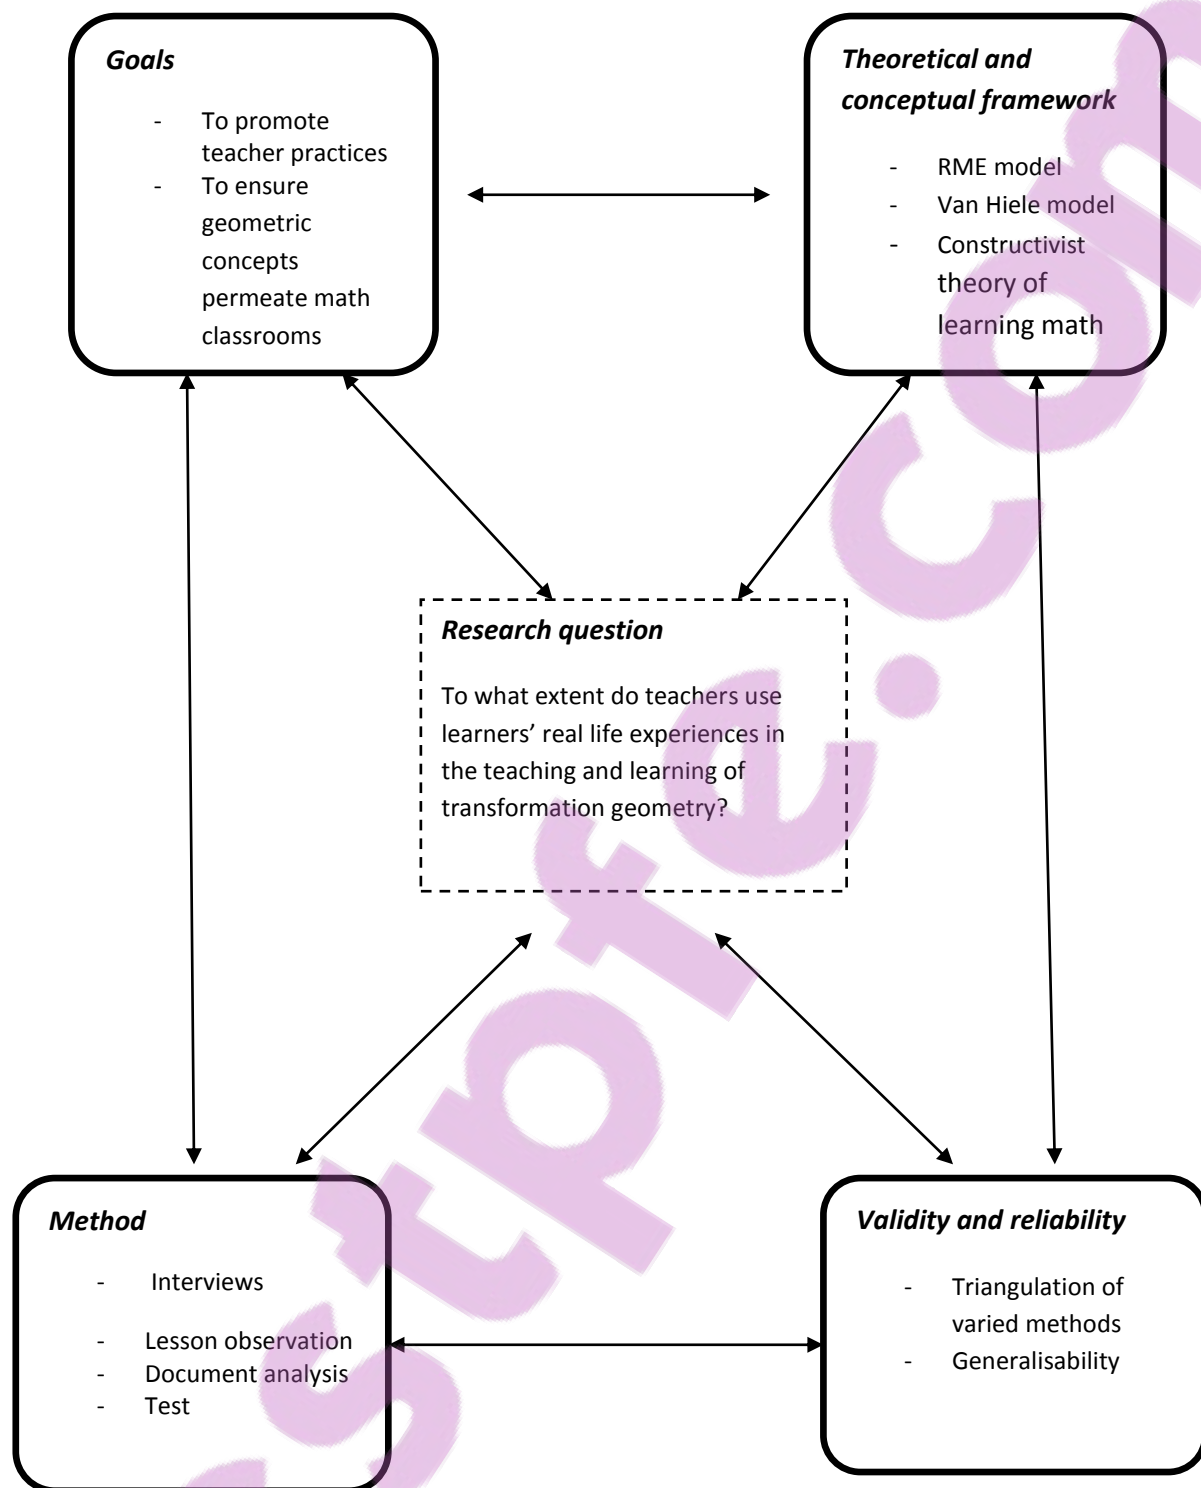 Goals
- To promote
teacher practices
- To ensure
geometric
concepts
permeate math
classrooms
Theoretical and
conceptual framework
- RME model
- Van Hiele model
- Constructivist
theory of
learning math
Research question
To what extent do teachers use
learners’ real life experiences in
the teaching and learning of
transformation geometry?
Method
- Interviews
- Lesson observation
- Document analysis
- Test
Validity and reliability
- Triangulation of
varied methods
- Generalisability
stpfe.com